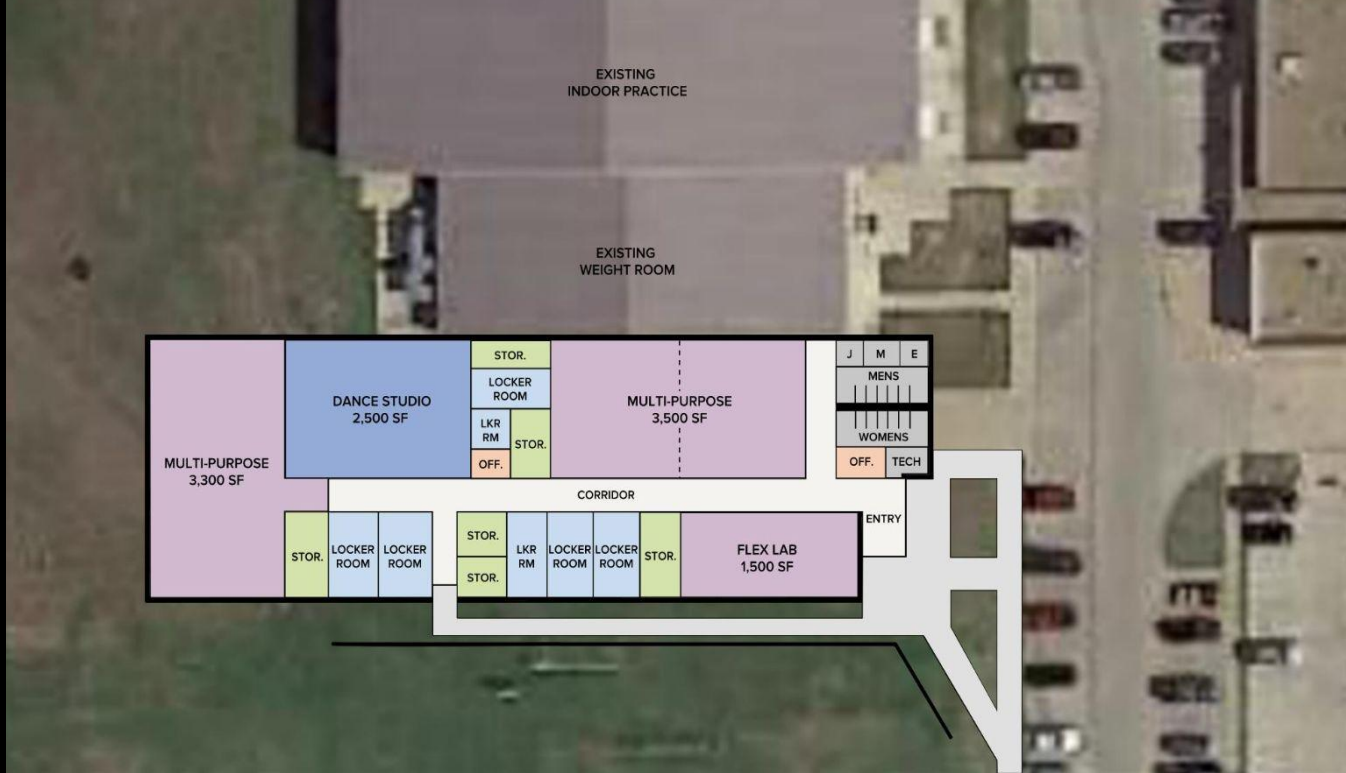 EXISTING
INDOOR PRACTICE
EXISTING
WEIGHT ROOM
MULTI-PURPOSE
3,300 SF
DANCE STUDIO
2,500 SF
STOR.
LOCKER
ROOM
LKR
RM
STOR.
OFF.
MULTI-PURPOSE
3,500 SF
J
M
E
MENS
WOMENS
OFF.
TECH
CORRIDOR
ENTRY
STOR.
LOCKER
ROOM
LOCKER
ROOM
STOR.
STOR.
LKR
RM
LOCKER
ROOM
LOCKER
ROOM
STOR.
FLEX LAB
1,500 SF